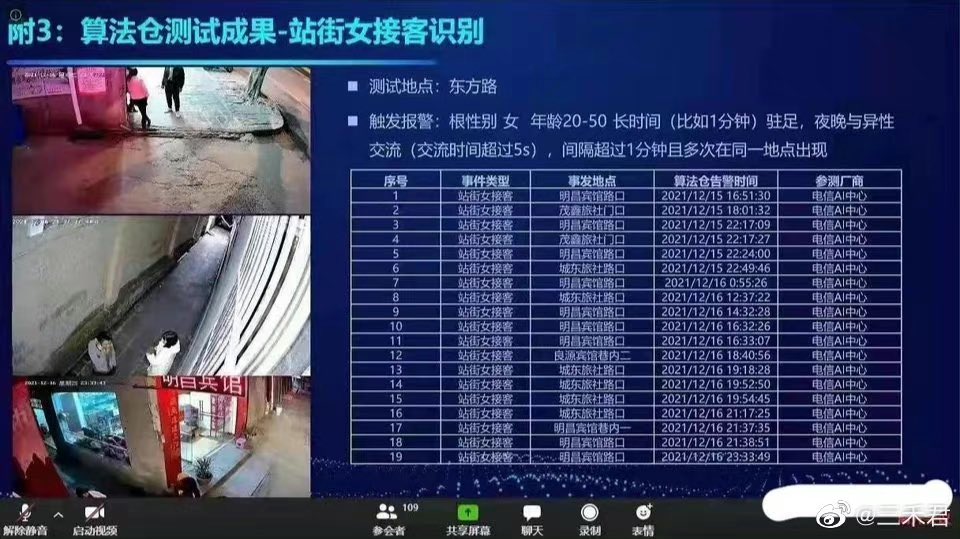 附3：算法仓测试成果-站街女接客识别
测试地点：东方路
触发报警：根性别 女 年龄20-50 长时间（比如1分钟）驻足，夜晚与异性
交流（交流时间超过5s），间隔超过1分钟且多次在同一地点出现
序号 事件类型 事发地点 算法仓告警时间 参测厂商
1 站街女接客 明昌宾馆路口 2021/12/15 16:51:30 电信AI中心
2 站街女接客 茂鑫旅社门口 2021/12/15 18:01:32 电信AI中心
3 站街女接客 明昌宾馆路口 2021/12/15 22:17:09 电信AI中心
4 站街女接客 茂鑫旅社门口 2021/12/15 22:17:27 电信AI中心
5 站街女接客 明昌宾馆路口 2021/12/15 22:24:00 电信AI中心
6 站街女接客 城东旅社路口 2021/12/15 22:49:46 电信AI中心
7 站街女接客 明昌宾馆路口 2021/12/16 0:55:26 电信AI中心
8 站街女接客 城东旅社路口 2021/12/16 12:37:22 电信AI中心
9 站街女接客 明昌宾馆路口 2021/12/16 14:32:28 电信AI中心
10 站街女接客 明昌宾馆路口 2021/12/16 16:32:26 电信AI中心
11 站街女接客 明昌宾馆路口 2021/12/16 16:33:07 电信AI中心
12 站街女接客 良源宾馆巷内二 2021/12/16 18:40:56 电信AI中心
13 站街女接客 城东旅社路口 2021/12/16 19:18:28 电信AI中心
14 站街女接客 城东旅社路口 2021/12/16 19:52:50 电信AI中心
15 站街女接客 城东旅社路口 2021/12/16 19:54:45 电信AI中心
16 站街女接客 城东旅社路口 2021/12/16 21:17:25 电信AI中心
17 站街女接客 明昌宾馆巷内一 2021/12/16 21:37:35 电信AI中心
18 站街女接客 明昌宾馆路口 2021/12/16 21:38:51 电信AI中心
19 站街女接客 明昌宾馆路口 2021/12/16 23:33:49 电信AI中心
2021-12-16 星期四 23:33:47
明昌宾馆
解除静音 启动视频 参会者 109 共享屏幕 聊天 录制 表情
@三禾君